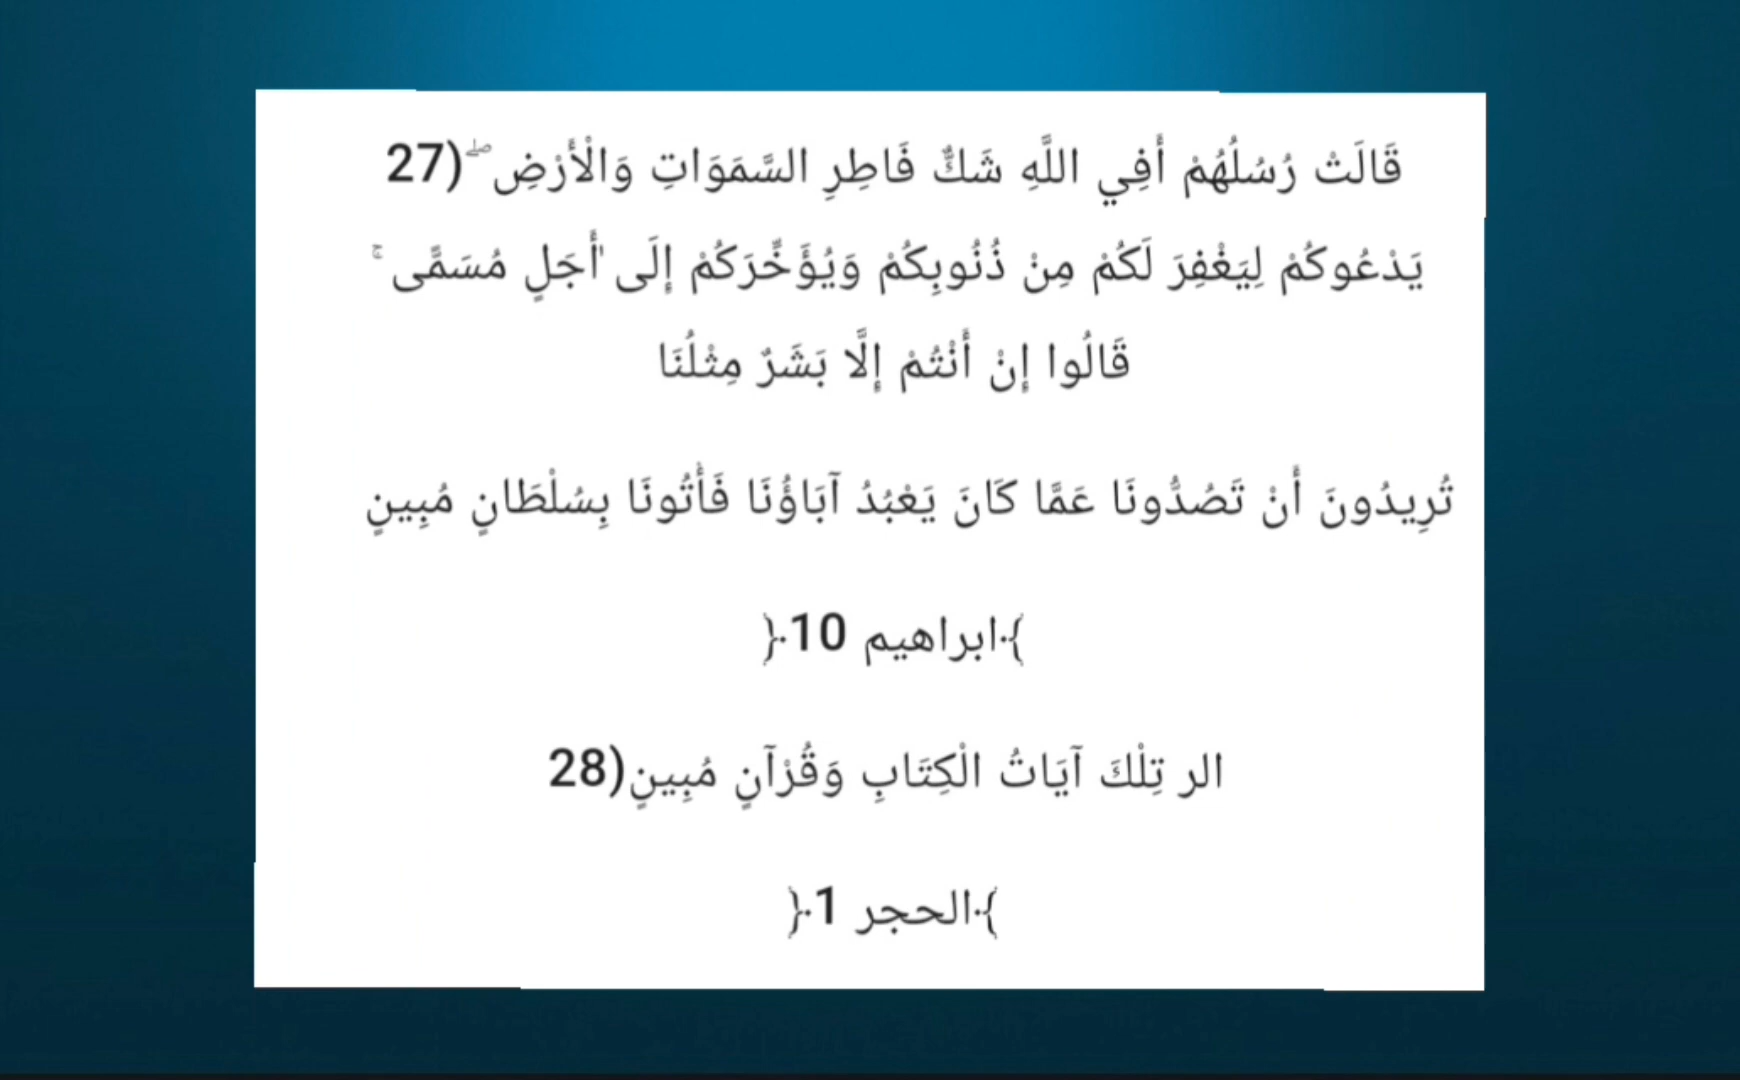 27) قَالَتْ رُسُلُهُمْ أَفِي اللَّهِ شَكٌّ فَاطِرِ السَّمَوَاتِ وَالْأَرْضِ ۖ
يَدْعُوكُمْ لِيَغْفِرَ لَكُمْ مِنْ ذُنُوبِكُمْ وَيُؤَخِّرَكُمْ إِلَى أَجَلٍ مُسَمًّى ۚ
قَالُوا إِنْ أَنْتُمْ إِلَّا بَشَرٌ مِثْلُنَا
تُرِيدُونَ أَنْ تَصُدُّونَا عَمَّا كَانَ يَعْبُدُ آبَاؤُنَا فَأْتُونَا بِسُلْطَانٍ مُبِينٍ
{·ابراهيم 10·}
28) الر تِلْكَ آيَاتُ الْكِتَابِ وَقُرْآنٍ مُبِينٍ
{·الحجر 1·}